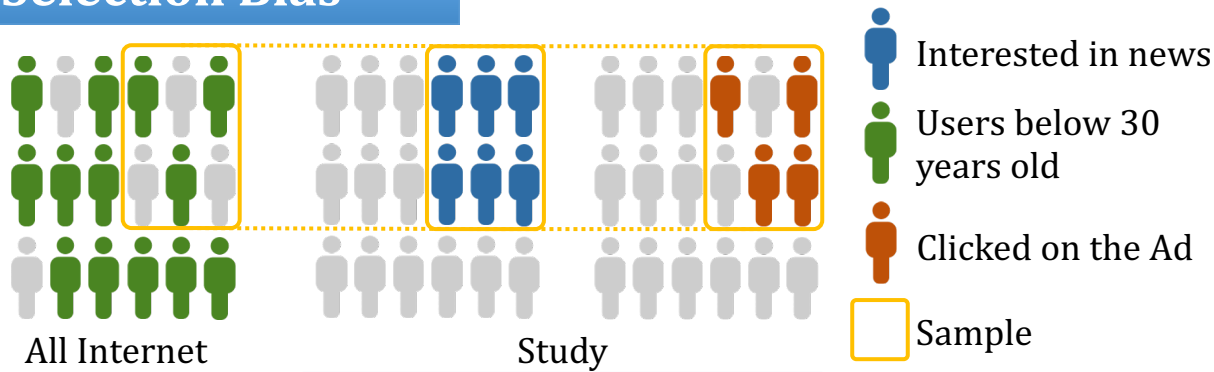 Selection Bias
Interested in news
Users below 30
years old
Clicked on the Ad
Sample
All Internet
Study